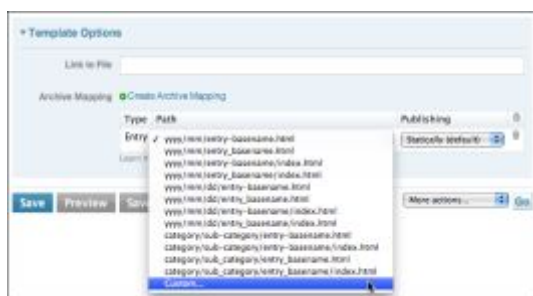 Template Options
Link to File
Archive Mapping Create Archive Mapping
Type Path Publishing
Entry ✓ yyyy/mm/entry-basename.html Statically (default)
yyyy/mm/entry_basename.html
yyyy/mm/entry-basename/index.html
yyyy/mm/entry_basename/index.html
yyyy/mm/dd/entry-basename.html
yyyy/mm/dd/entry_basename.html
yyyy/mm/dd/entry-basename/index.html
yyyy/mm/dd/entry_basename/index.html
category/sub-category/entry-basename.html
category/sub-category/entry-basename/index.html
category/sub_category/entry_basename.html
category/sub_category/entry_basename/index.html
Custom...
Learn
Save Preview Save More actions... Go